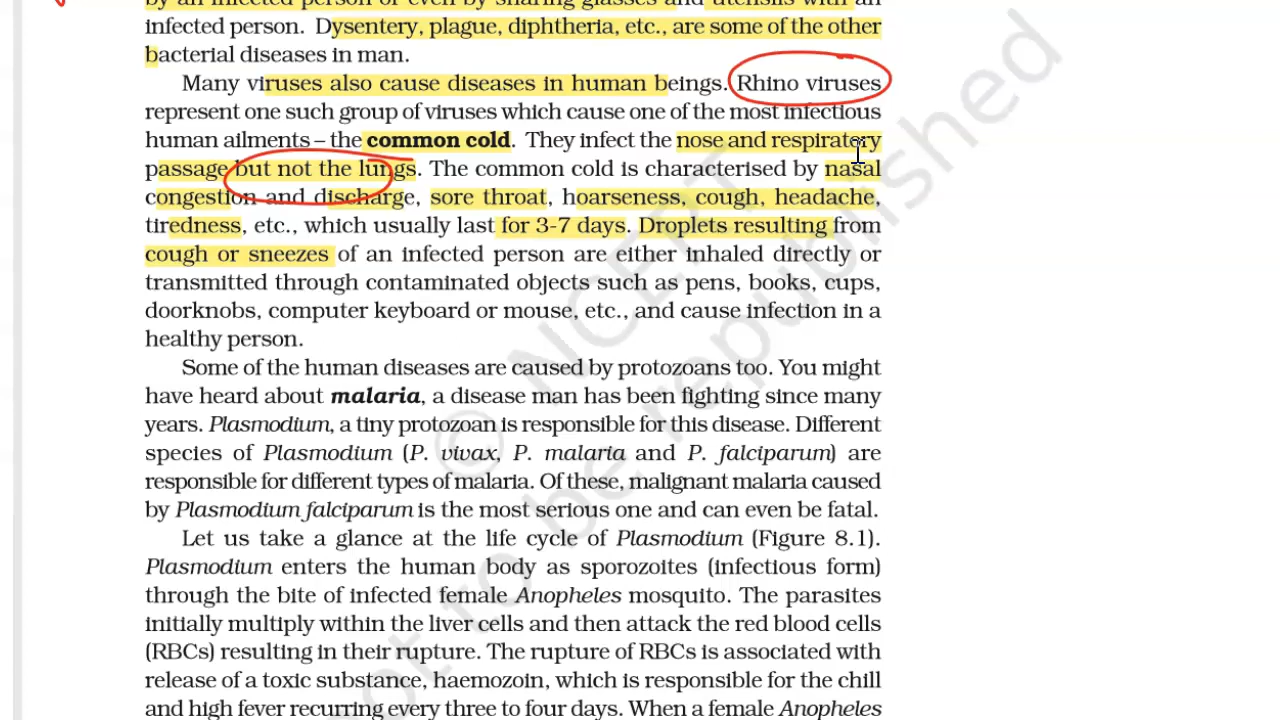 by an infected person or even by sharing glasses and utensils with an
infected person. Dysentery, plague, diphtheria, etc., are some of the other
bacterial diseases in man.
Many viruses also cause diseases in human beings. Rhino viruses
represent one such group of viruses which cause one of the most infectious
human ailments – the common cold. They infect the nose and respiratory
passage but not the lungs. The common cold is characterised by nasal
congestion and discharge, sore throat, hoarseness, cough, headache,
tiredness, etc., which usually last for 3-7 days. Droplets resulting from
cough or sneezes of an infected person are either inhaled directly or
transmitted through contaminated objects such as pens, books, cups,
doorknobs, computer keyboard or mouse, etc., and cause infection in a
healthy person.
Some of the human diseases are caused by protozoans too. You might
have heard about malaria, a disease man has been fighting since many
years. Plasmodium, a tiny protozoan is responsible for this disease. Different
species of Plasmodium (P. vivax, P. malaria and P. falciparum) are
responsible for different types of malaria. Of these, malignant malaria caused
by Plasmodium falciparum is the most serious one and can even be fatal.
Let us take a glance at the life cycle of Plasmodium (Figure 8.1).
Plasmodium enters the human body as sporozoites (infectious form)
through the bite of infected female Anopheles mosquito. The parasites
initially multiply within the liver cells and then attack the red blood cells
(RBCs) resulting in their rupture. The rupture of RBCs is associated with
release of a toxic substance, haemozoin, which is responsible for the chill
and high fever recurring every three to four days. When a female Anopheles
© NCERT
not to be republished